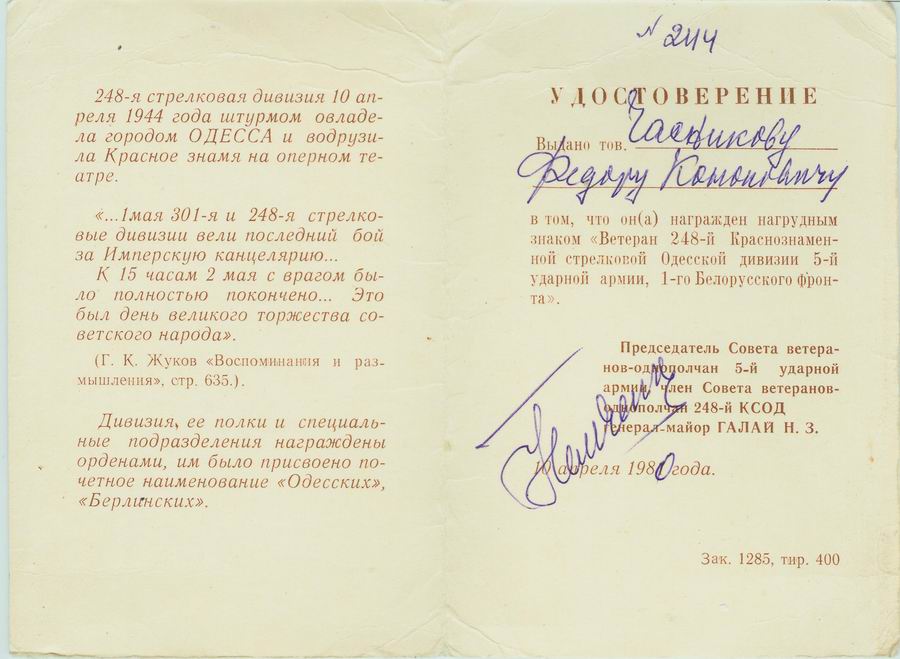 248-я стрелковая дивизия 10 ап-
реля 1944 года штурмом овладе-
ла городом ОДЕССА и водрузи-
ла Красное знамя на оперном те-
атре.
«...1мая 301-я и 248-я стрелко-
вые дивизии вели последний бой
за Имперскую канцелярию...
К 15 часам 2 мая с врагом бы-
ло полностью покончено... Это
был день великого торжества со-
ветского народа».
(Г. К. Жуков «Воспоминания и раз-
мышления», стр. 635.).
Дивизия, ее полки и специаль-
ные подразделения награждены
орденами, им было присвоено по-
четное наименование «Одесских»,
«Берлинских».
№ 244
УДОСТОВЕРЕНИЕ
Выдано тов. Часникову
Федору Кононовичу
в том, что он(а) награжден нагрудным
знаком «Ветеран 248-й Краснознамен-
ной стрелковой Одесской дивизии 5-й
ударной армии, 1-го Белорусского фрон-
та».
Председатель Совета ветера-
нов-однополчан 5-й ударной
армии, член Совета ветеранов-
однополчан 248-й КСОД
генерал-майор ГАЛАЙ Н. З.
10 апреля 198 года.
Зак. 1285, тир. 400